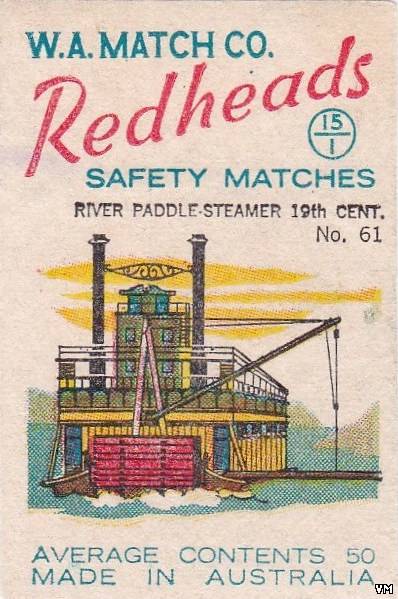 W.A. MATCH CO.
Redheads
15
1
SAFETY MATCHES
RIVER PADDLE-STEAMER 19th CENT.
No. 61
AVERAGE CONTENTS 50
MADE IN AUSTRALIA
VM